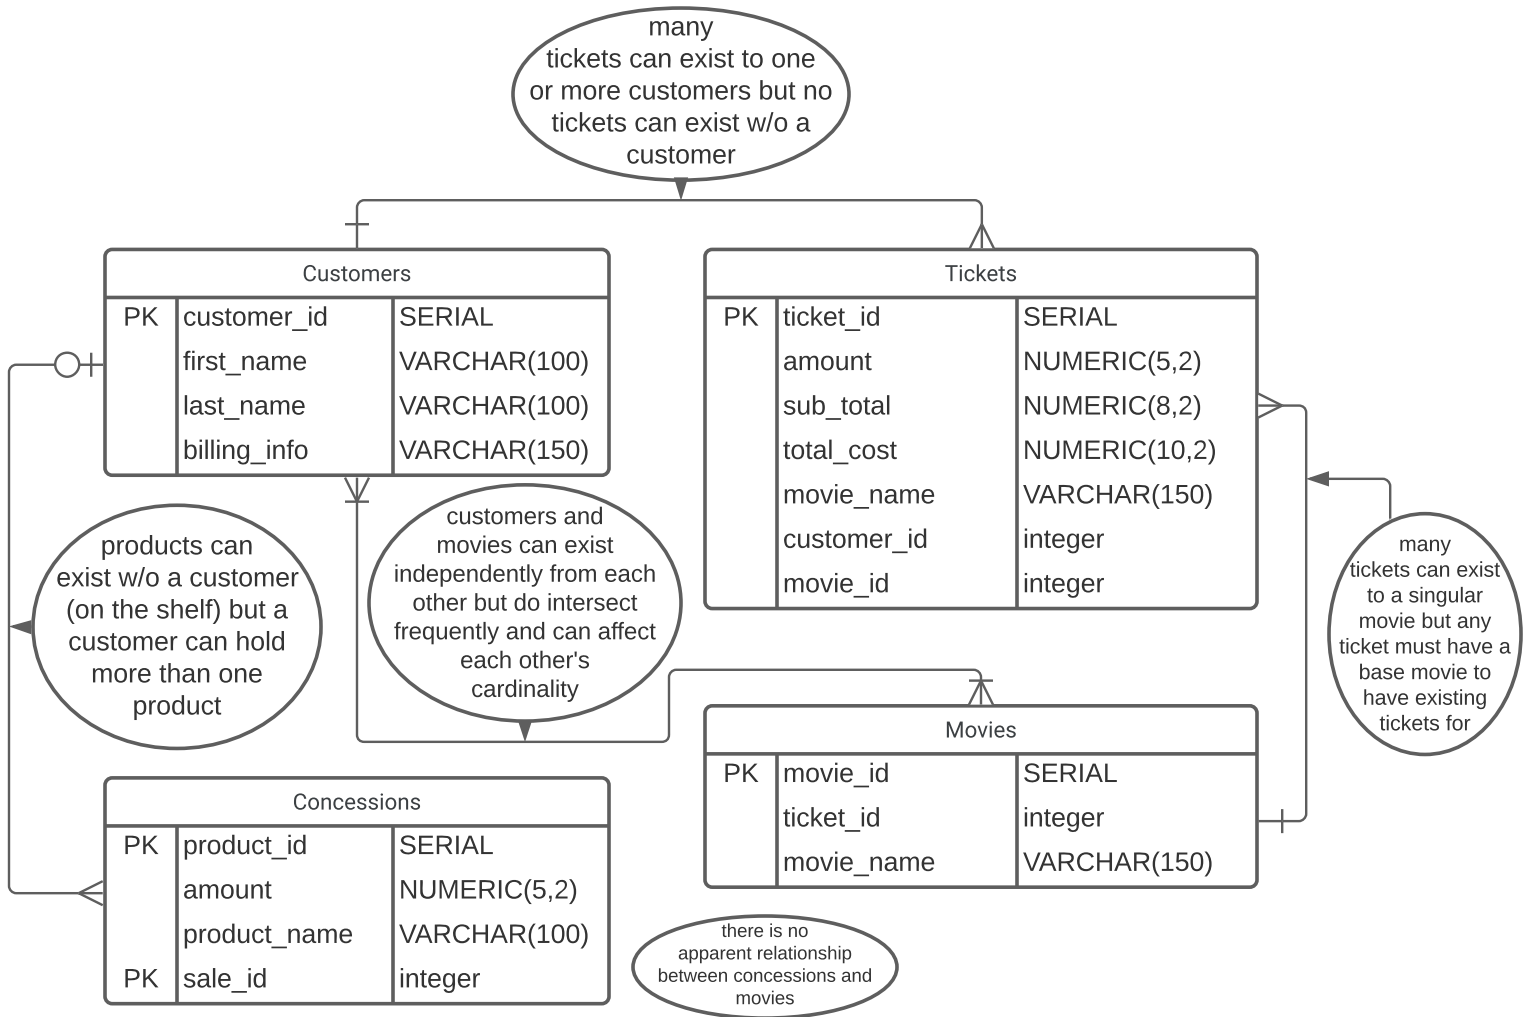 many
tickets can exist to one
or more customers but no
tickets can exist w/o a
customer
Customers
PK customer_id SERIAL
first_name VARCHAR(100)
last_name VARCHAR(100)
billing_info VARCHAR(150)
Tickets
PK ticket_id SERIAL
amount NUMERIC(5,2)
sub_total NUMERIC(8,2)
total_cost NUMERIC(10,2)
movie_name VARCHAR(150)
customer_id integer
movie_id integer
products can
exist w/o a customer
(on the shelf) but a
customer can hold
more than one
product
customers and
movies can exist
independently from each
other but do intersect
frequently and can affect
each other's
cardinality
many
tickets can exist
to a singular
movie but any
ticket must have a
base movie to
have existing
tickets for
Movies
PK movie_id SERIAL
ticket_id integer
movie_name VARCHAR(150)
Concessions
PK product_id SERIAL
amount NUMERIC(5,2)
product_name VARCHAR(100)
PK sale_id integer
there is no
apparent relationship
between concessions and
movies